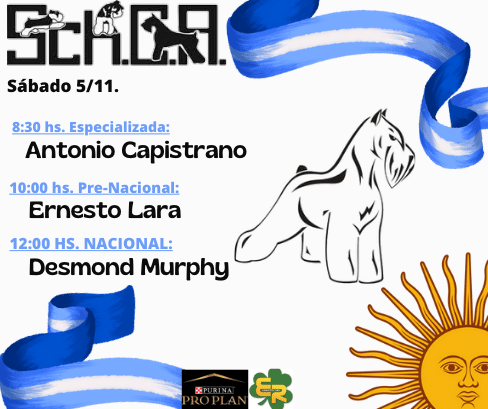 Sch.C.A.
Sábado 5/11.
8:30 hs. Especializada:
Antonio Capistrano
10:00 hs. Pre-Nacional:
Ernesto Lara
12:00 HS. NACIONAL:
Desmond Murphy
PURINA
PRO PLAN
ER